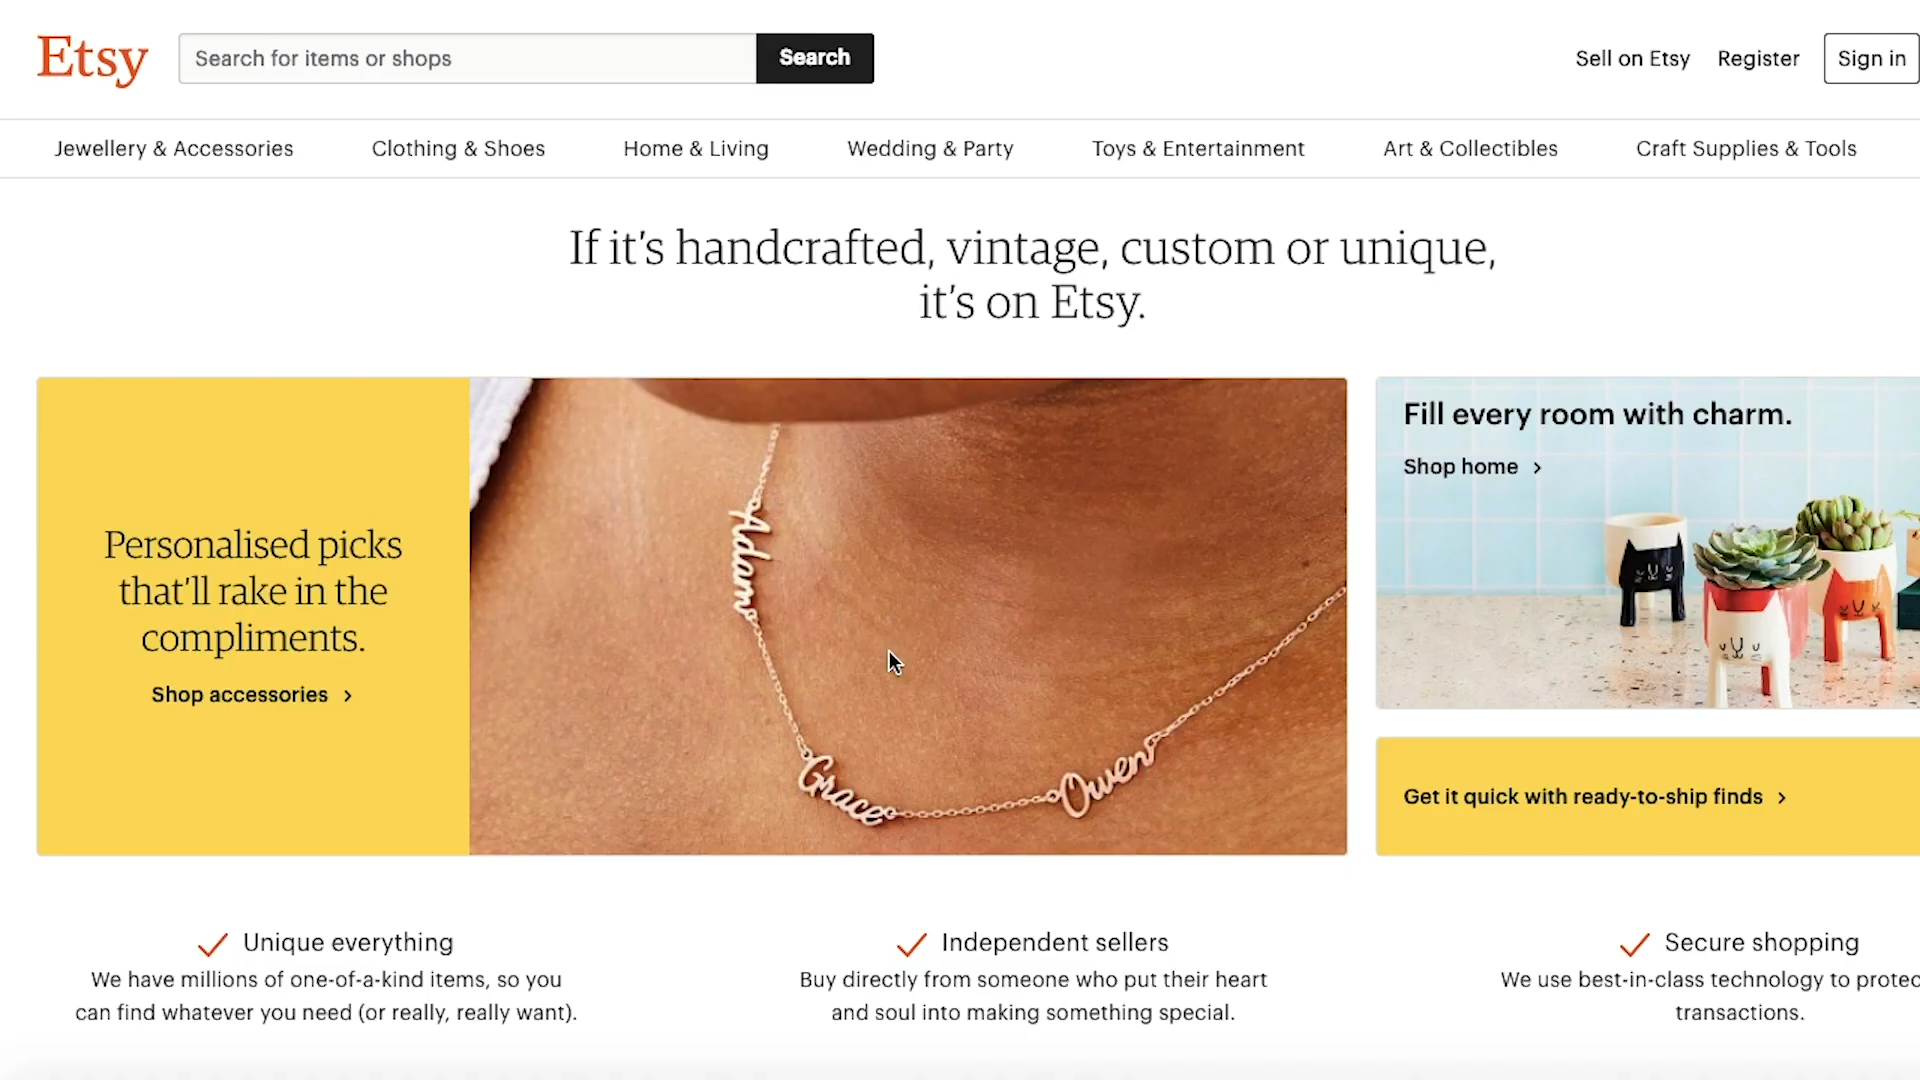 Etsy
Search for items or shops
Search
Sell on Etsy
Register
Sign in
Jewellery & Accessories
Clothing & Shoes
Home & Living
Wedding & Party
Toys & Entertainment
Art & Collectibles
Craft Supplies & Tools
If it's handcrafted, vintage, custom or unique,
it's on Etsy.
Personalised picks
that'll rake in the
compliments.
Shop accessories
Adam
Grace
Owen
Fill every room with charm.
Shop home
Get it quick with ready-to-ship finds
Unique everything
We have millions of one-of-a-kind items, so you
can find whatever you need (or really, really want).
Independent sellers
Buy directly from someone who put their heart
and soul into making something special.
Secure shopping
We use best-in-class technology to protec
transactions.